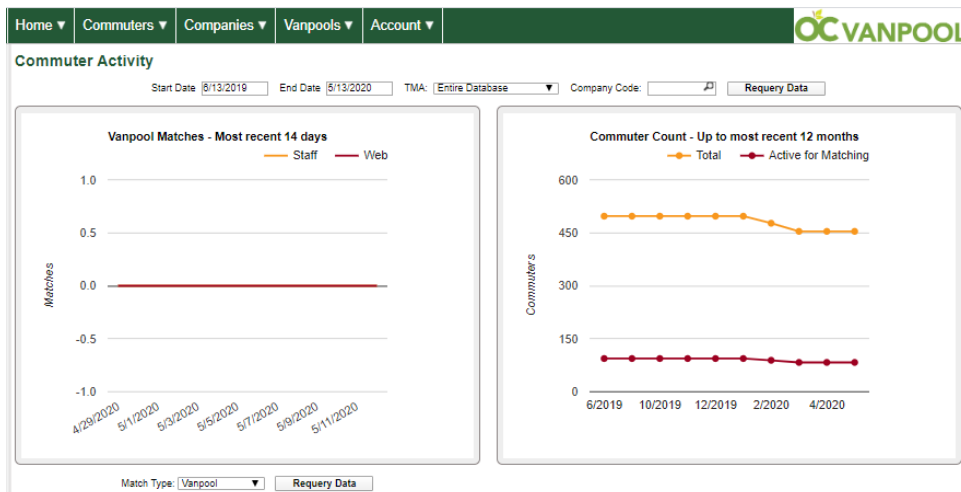 Home ▼ Commuters ▼ Companies ▼ Vanpools ▼ Account ▼
OC VANPOOL
Commuter Activity
Start Date 6/13/2019 End Date 5/13/2020 TMA: Entire Database ▼ Company Code: Requery Data
Vanpool Matches - Most recent 14 days
Staff Web
1.0
0.5
0.0
-0.5
-1.0
Matches
4/29/2020 5/1/2020 5/3/2020 5/5/2020 5/7/2020 5/9/2020 5/11/2020
Commuter Count - Up to most recent 12 months
Total Active for Matching
600
450
300
150
0
Commuters
6/2019 10/2019 12/2019 2/2020 4/2020
Match Type: Vanpool ▼ Requery Data